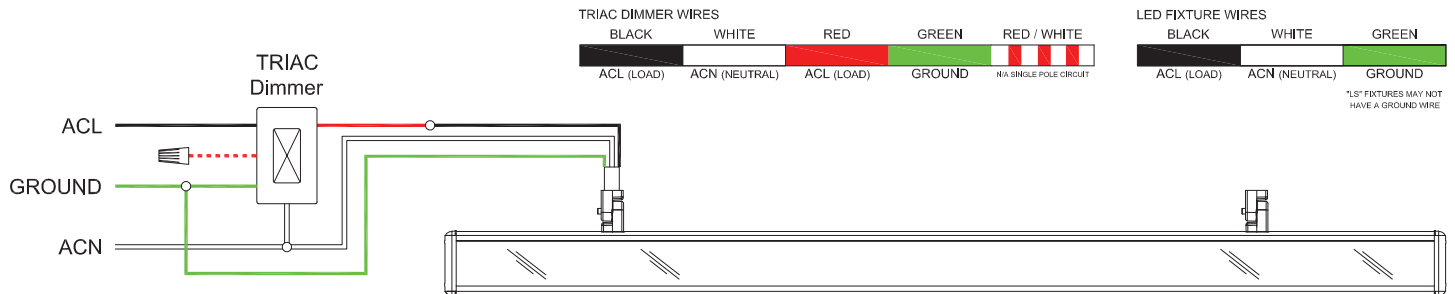 TRIAC DIMMER WIRES
BLACK WHITE RED GREEN RED / WHITE
ACL (LOAD) ACN (NEUTRAL) ACL (LOAD) GROUND N/A SINGLE POLE CIRCUIT
LED FIXTURE WIRES
BLACK WHITE GREEN
ACL (LOAD) ACN (NEUTRAL) GROUND
"LS" FIXTURES MAY NOT
HAVE A GROUND WIRE
TRIAC
Dimmer
ACL
GROUND
ACN